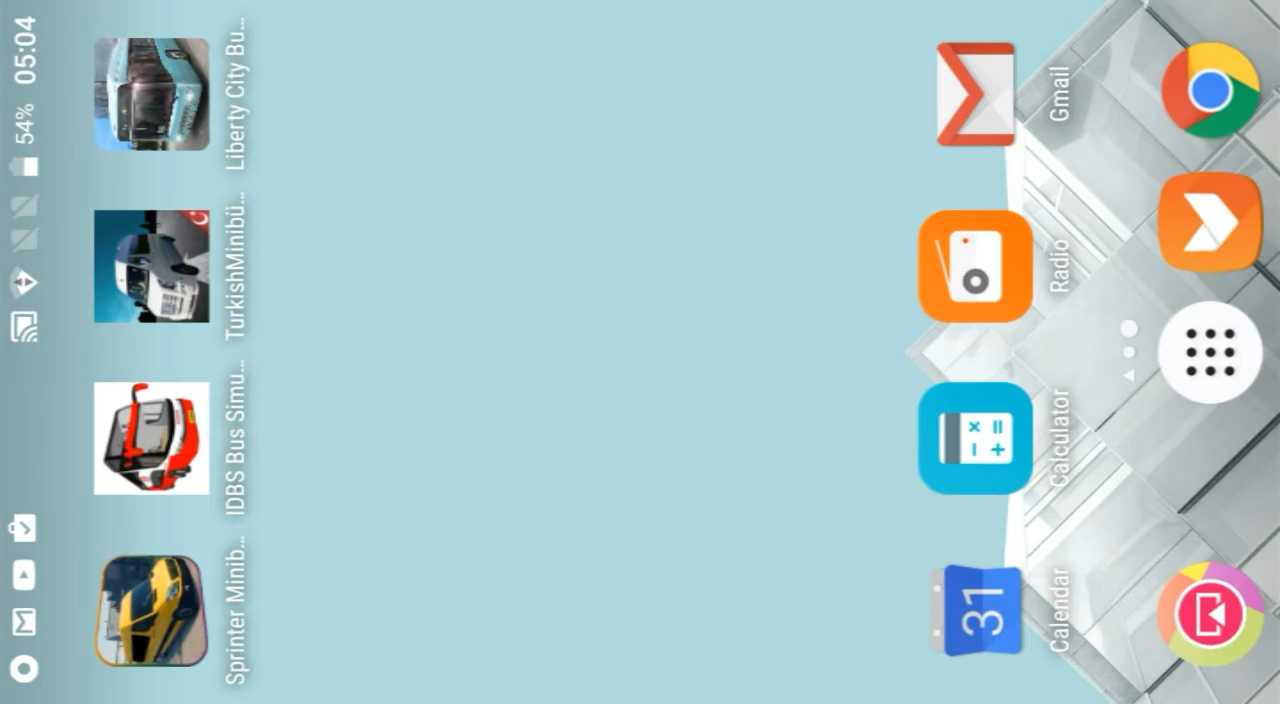 54% 05:04
Sprinter Minib...
IDBS Bus Simu...
TurkishMinibü...
Liberty City Bu...
31
Calendar
Calculator
Radio
Gmail